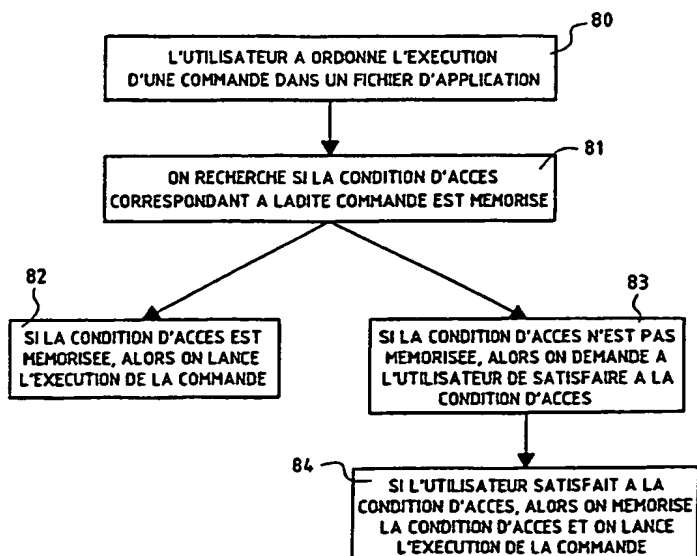 80
L'UTILISATEUR A ORDONNE L'EXECUTION
D'UNE COMMANDE DANS UN FICHIER D'APPLICATION
81
ON RECHERCHE SI LA CONDITION D'ACCES
CORRESPONDANT A LADITE COMMANDE EST MEMORISE
82
SI LA CONDITION D'ACCES EST
MEMORISEE, ALORS ON LANCE
L'EXECUTION DE LA COMMANDE
83
SI LA CONDITION D'ACCES N'EST PAS
MEMORISEE, ALORS ON DEMANDE A
L'UTILISATEUR DE SATISFAIRE A LA
CONDITION D'ACCES
84
SI L'UTILISATEUR SATISFAIT A LA
CONDITION D'ACCES, ALORS ON MEMORISE
LA CONDITION D'ACCES ET ON LANCE
L'EXECUTION DE LA COMMANDE